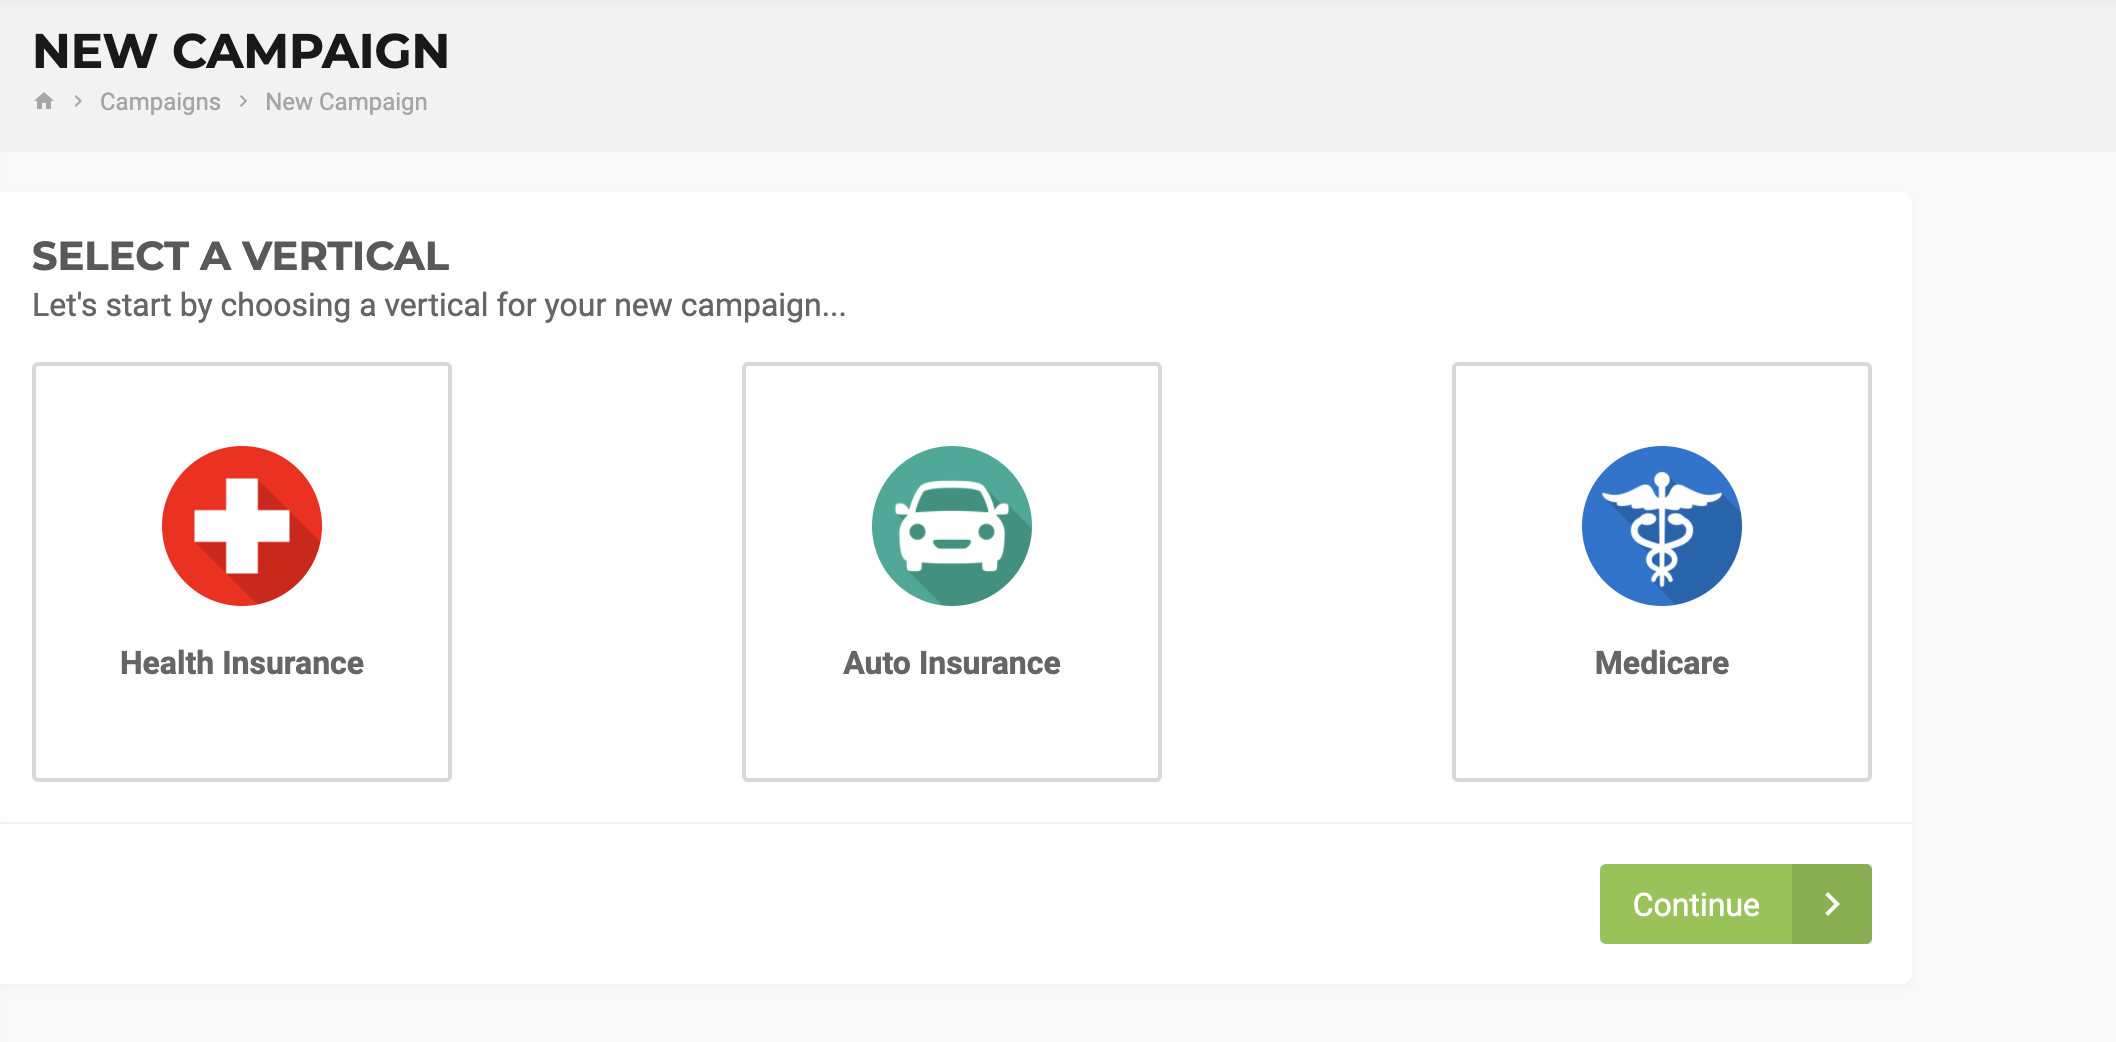 NEW CAMPAIGN
Campaigns New Campaign
SELECT A VERTICAL
Let's start by choosing a vertical for your new campaign...
Health Insurance
Auto Insurance
Medicare
Continue